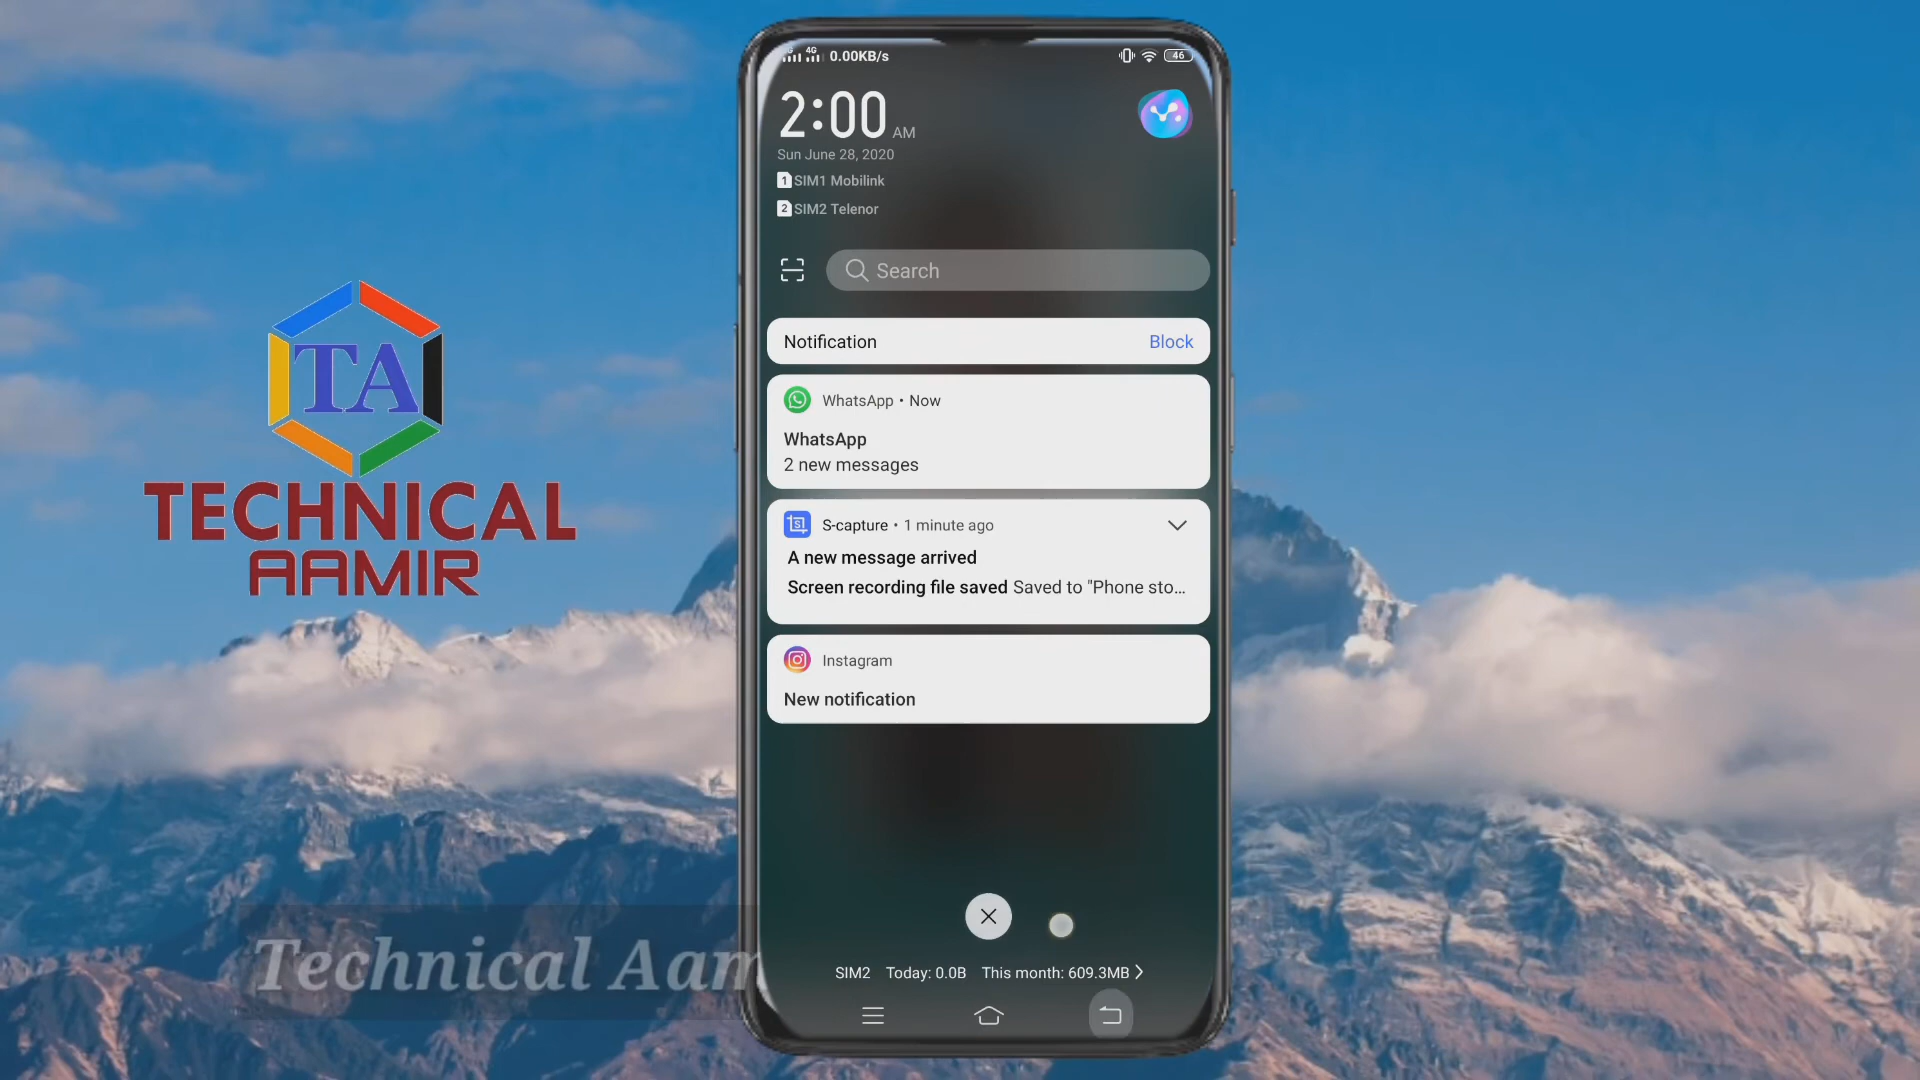 TA
TECHNICAL
AAMIR
Technical Aam
4G 0.00KB/s
46
2:00 AM
Sun June 28, 2020
1 SIM1 Mobilink
2 SIM2 Telenor
Search
Notification Block
WhatsApp • Now
WhatsApp
2 new messages
S-capture • 1 minute ago
A new message arrived
Screen recording file saved Saved to "Phone sto...
Instagram
New notification
SIM2 Today: 0.0B This month: 609.3MB